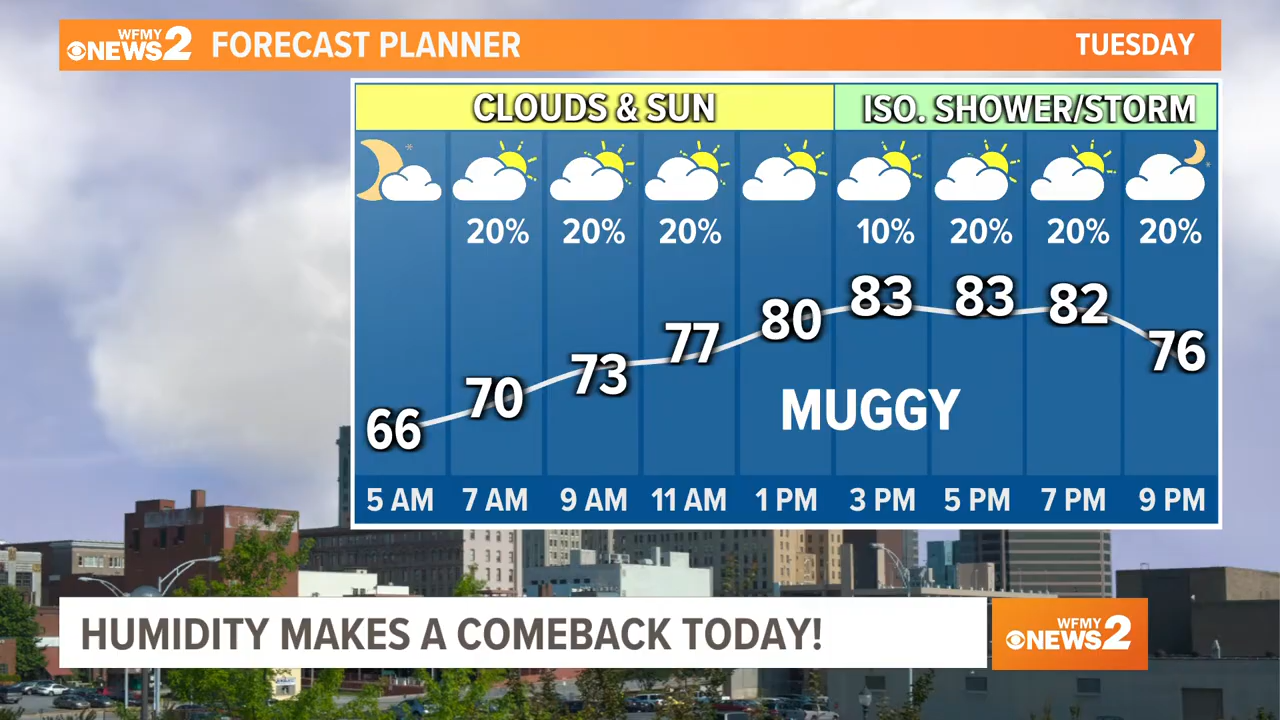 WFMY
NEWS 2
FORECAST PLANNER
TUESDAY
CLOUDS & SUN
ISO. SHOWER/STORM
20% 20% 20% 10% 20% 20% 20%
66 70 73 77 80 83 83 82 76
MUGGY
5 AM 7 AM 9 AM 11 AM 1 PM 3 PM 5 PM 7 PM 9 PM
HUMIDITY MAKES A COMEBACK TODAY!
WFMY
NEWS 2